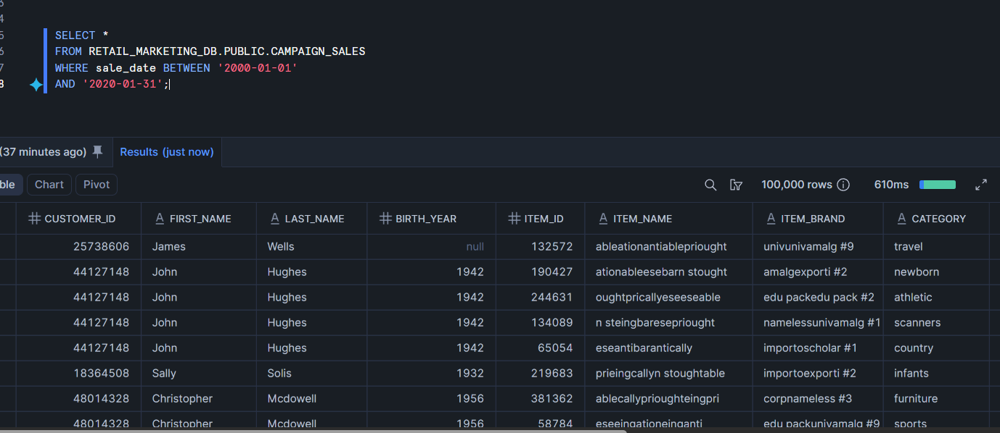 4
5
SELECT *
6
FROM RETAIL_MARKETING_DB.PUBLIC.CAMPAIGN_SALES
7
WHERE sale_date BETWEEN '2000-01-01'
8
AND '2020-01-31';
(37 minutes ago)
Results (just now)
ble
Chart
Pivot
100,000 rows
610ms
CUSTOMER_ID FIRST_NAME LAST_NAME BIRTH_YEAR ITEM_ID ITEM_NAME ITEM_BRAND CATEGORY
25738606 James Wells null 132572 ableationantiablepriought univunivamalg #9 travel
44127148 John Hughes 1942 190427 ationableesebarn stought amalgexporti #2 newborn
44127148 John Hughes 1942 244631 oughtpricallyeseeseable edu packedu pack #2 athletic
44127148 John Hughes 1942 134089 n steingbaresepriought namelessunivamalg #1 scanners
44127148 John Hughes 1942 65054 eseantibarantically importoscholar #1 country
18364508 Sally Solis 1932 219683 prieingcallyn stoughtable importoexporti #2 infants
48014328 Christopher Mcdowell 1956 381362 ablecallyprioughteingpri corpnameless #3 furniture
48014328 Christopher Mcdowell 1956 58784 eseeingationeinganti edu packunivamalg #9 sports